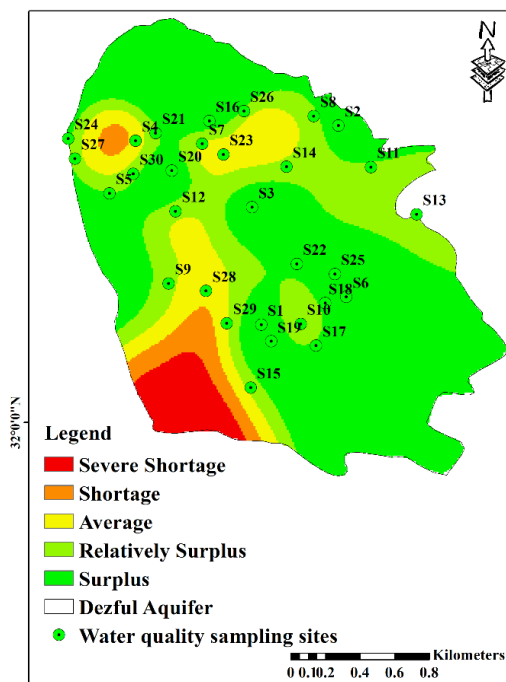 N
S26
S8
S16
S2
S21
S24
S4
S7
S23
S27
S14
S11
S30
S20
S5
S12
S3
S13
S22
S25
S9
S28
S6
S18
S29
S1
S10
S19
S17
S15
32°0'0"N
Legend
Severe Shortage
Shortage
Average
Relatively Surplus
Surplus
Dezful Aquifer
Water quality sampling sites
Kilometers
0 0.10.2 0.4 0.6 0.8